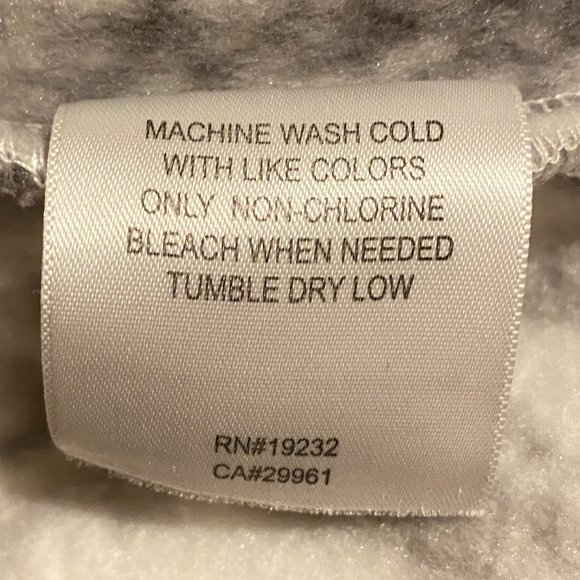 MACHINE WASH COLD
WITH LIKE COLORS
ONLY NON-CHLORINE
BLEACH WHEN NEEDED
TUMBLE DRY LOW
RN#19232
CA#29961